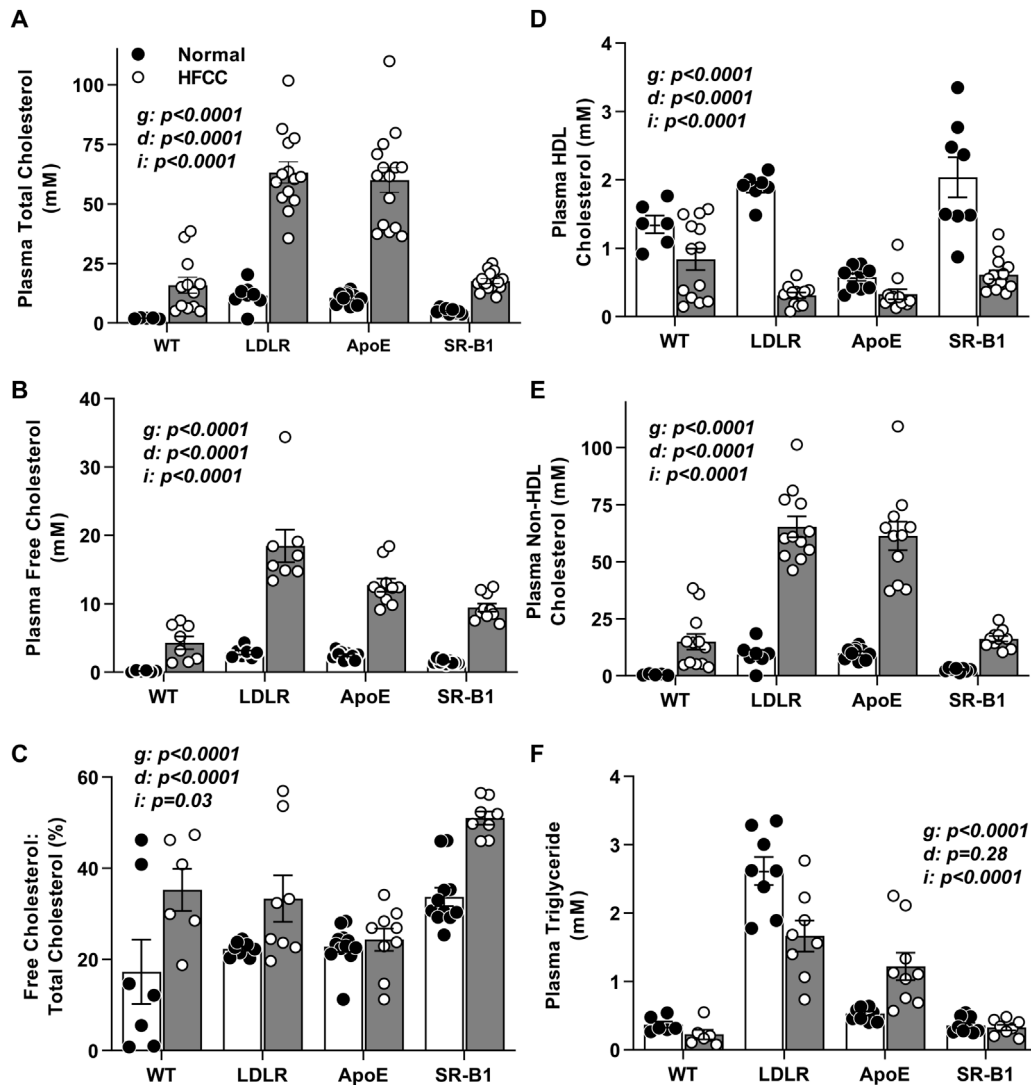 A
Normal
HFCC
g: p<0.0001
d: p<0.0001
i: p<0.0001
Plasma Total Cholesterol
(mM)
100
75
50
25
0
WT LDLR ApoE SR-B1
B
g: p<0.0001
d: p<0.0001
i: p<0.0001
Plasma Free Cholesterol
(mM)
40
30
20
10
0
WT LDLR ApoE SR-B1
C
g: p<0.0001
d: p<0.0001
i: p=0.03
Free Cholesterol:
Total Cholesterol (%)
60
40
20
0
WT LDLR ApoE SR-B1
D
g: p<0.0001
d: p<0.0001
i: p<0.0001
Plasma HDL
Cholesterol (mM)
4
3
2
1
0
WT LDLR ApoE SR-B1
E
g: p<0.0001
d: p<0.0001
i: p<0.0001
Plasma Non-HDL
Cholesterol (mM)
100
75
50
25
0
WT LDLR ApoE SR-B1
F
g: p<0.0001
d: p=0.28
i: p<0.0001
Plasma Triglyceride
(mM)
4
3
2
1
0
WT LDLR ApoE SR-B1